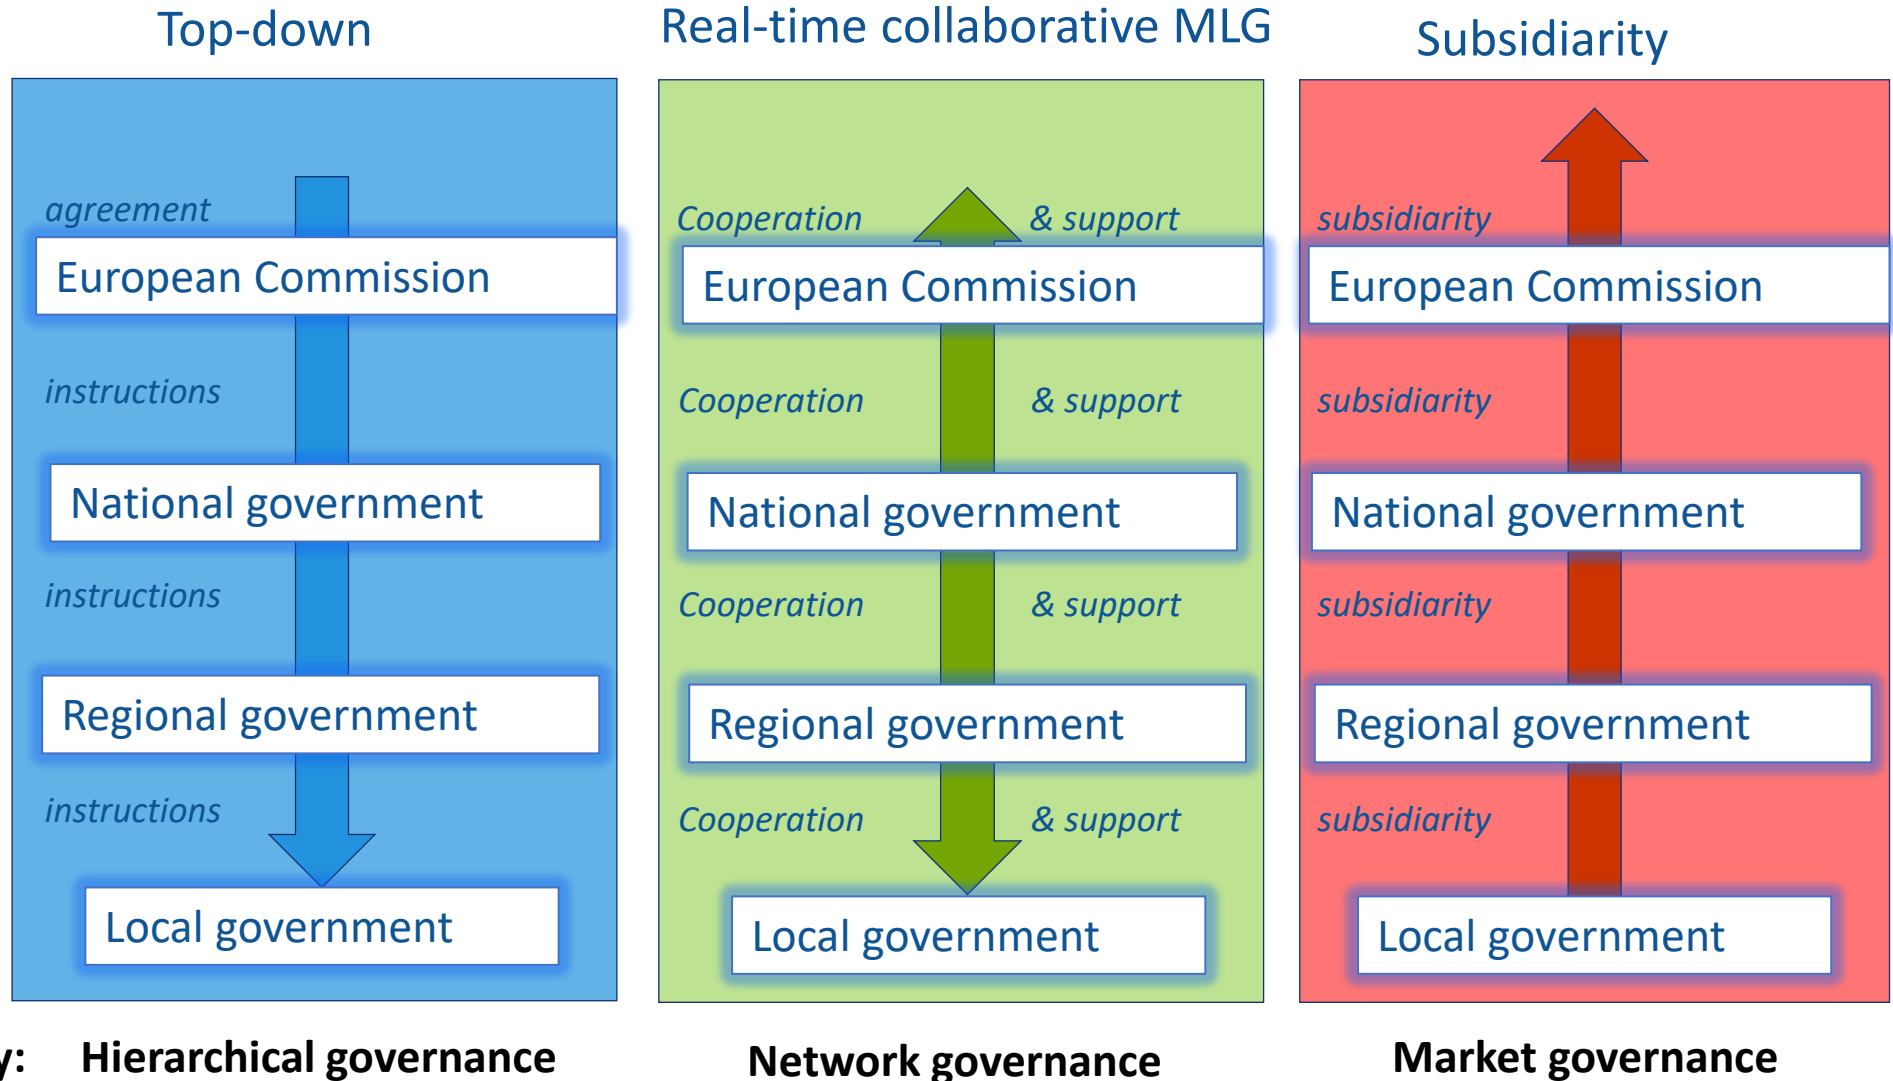 Top-down
agreement
European Commission
instructions
National government
instructions
Regional government
instructions
Local government
Real-time collaborative MLG
Cooperation & support
European Commission
Cooperation & support
National government
Cooperation & support
Regional government
Cooperation & support
Local government
Subsidiarity
subsidiarity
European Commission
subsidiarity
National government
subsidiarity
Regional government
subsidiarity
Local government
y: Hierarchical governance
Network governance
Market governance